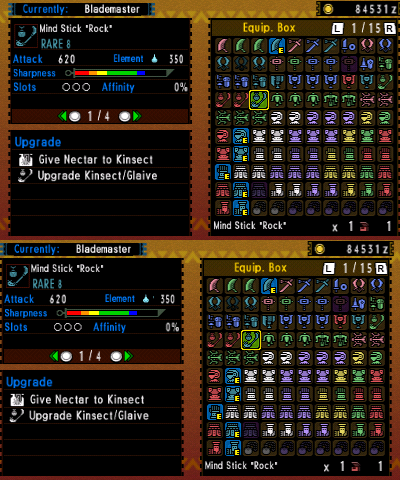 Currently: Blademaster
84531z
Mind Stick "Rock"
RARE 8
Attack 620 Element 350
Sharpness
Slots ○○○ Affinity 0%
1/4
Upgrade
Give Nectar to Kinsect
Upgrade Kinsect/Glaive
Equip. Box L 1/15 R
E
E
E
E
E
Mind Stick "Rock" x 1 1
Currently: Blademaster
84531z
Mind Stick "Rock"
RARE 8
Attack 620 Element 350
Sharpness
Slots ○○○ Affinity 0%
1/4
Upgrade
Give Nectar to Kinsect
Upgrade Kinsect/Glaive
Equip. Box L 1/15 R
E
E
E
E
E
E
Mind Stick "Rock" x 1 1